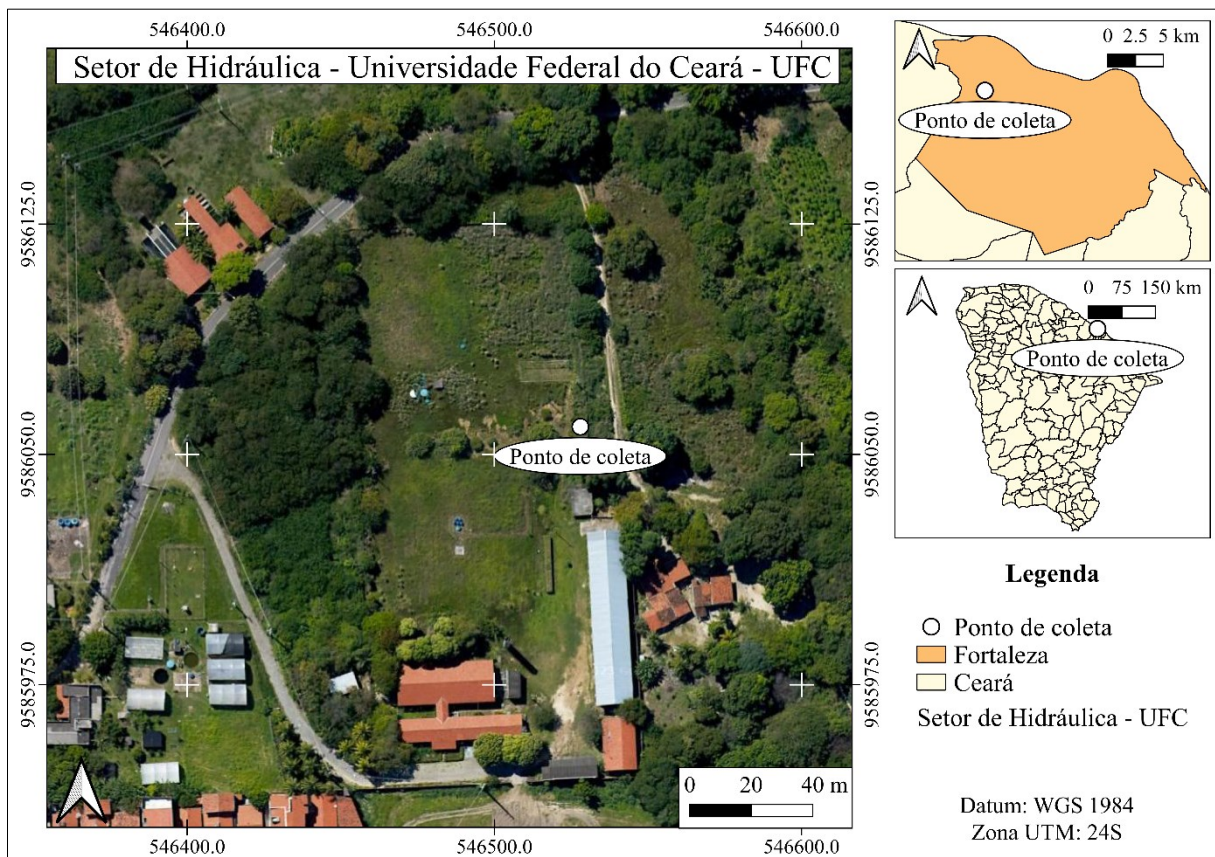 546400.0
546500.0
546600.0
Setor de Hidráulica - Universidade Federal do Ceará - UFC
9586125.0
9586125.0
9586050.0
9586050.0
9585975.0
9585975.0
Ponto de coleta
0 20 40 m
546400.0
546500.0
546600.0
0 2.5 5 km
Ponto de coleta
0 75 150 km
Ponto de coleta
Legenda
Ponto de coleta
Fortaleza
Ceará
Setor de Hidráulica - UFC
Datum: WGS 1984
Zona UTM: 24S